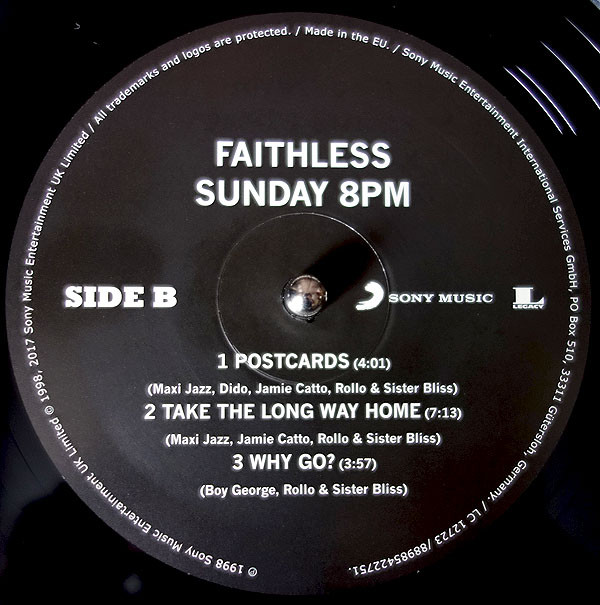 FAITHLESS
SUNDAY 8PM
SIDE B
SONY MUSIC
L
LEGACY
1 POSTCARDS (4:01)
(Maxi Jazz, Dido, Jamie Catto, Rollo & Sister Bliss)
2 TAKE THE LONG WAY HOME (7:13)
(Maxi Jazz, Jamie Catto, Rollo & Sister Bliss)
3 WHY GO? (3:57)
(Boy George, Rollo & Sister Bliss)
℗ 1998 Sony Music Entertainment UK Limited © 1998, 2017 Sony Music Entertainment UK Limited / All trademarks and logos are protected. / Made in the EU. / Sony Music Entertainment International Services GmbH, PO Box 510, 33311 Gütersloh, Germany. / LC 12723 /88985422751.